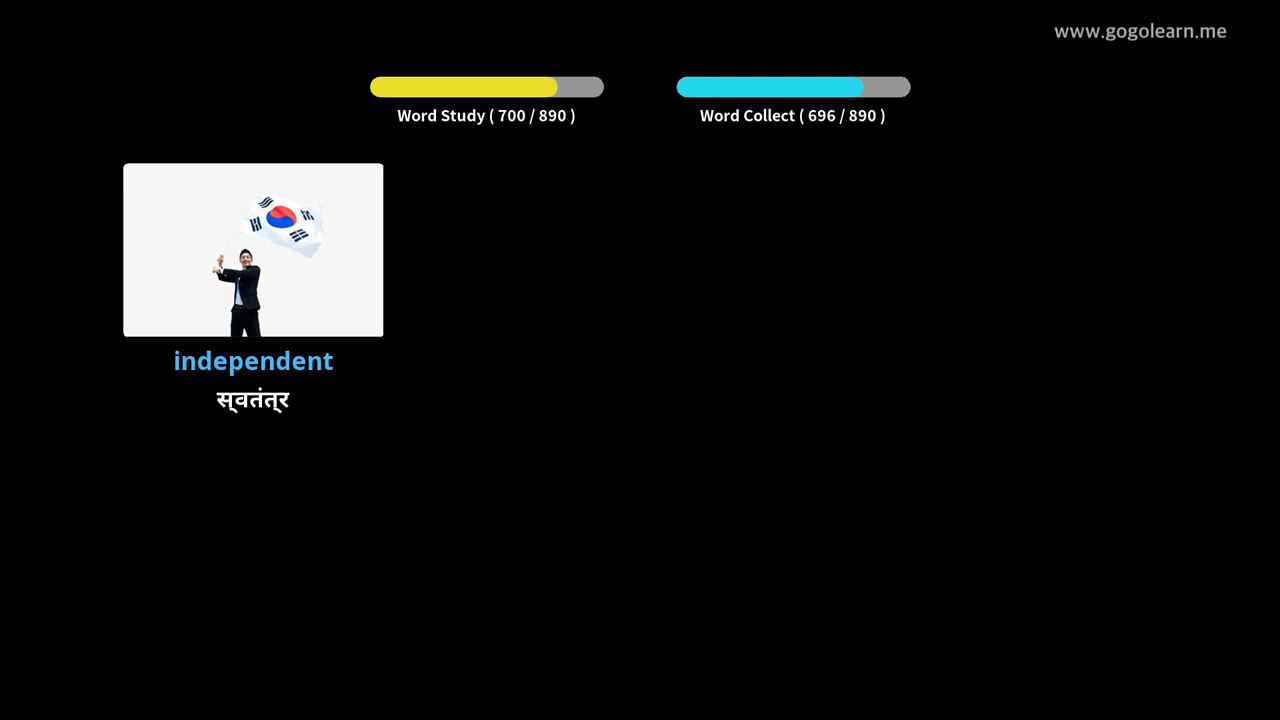 www.gogolearn.me
Word Study ( 700 / 890 )
Word Collect ( 696 / 890 )
independent
स्वतंत्र